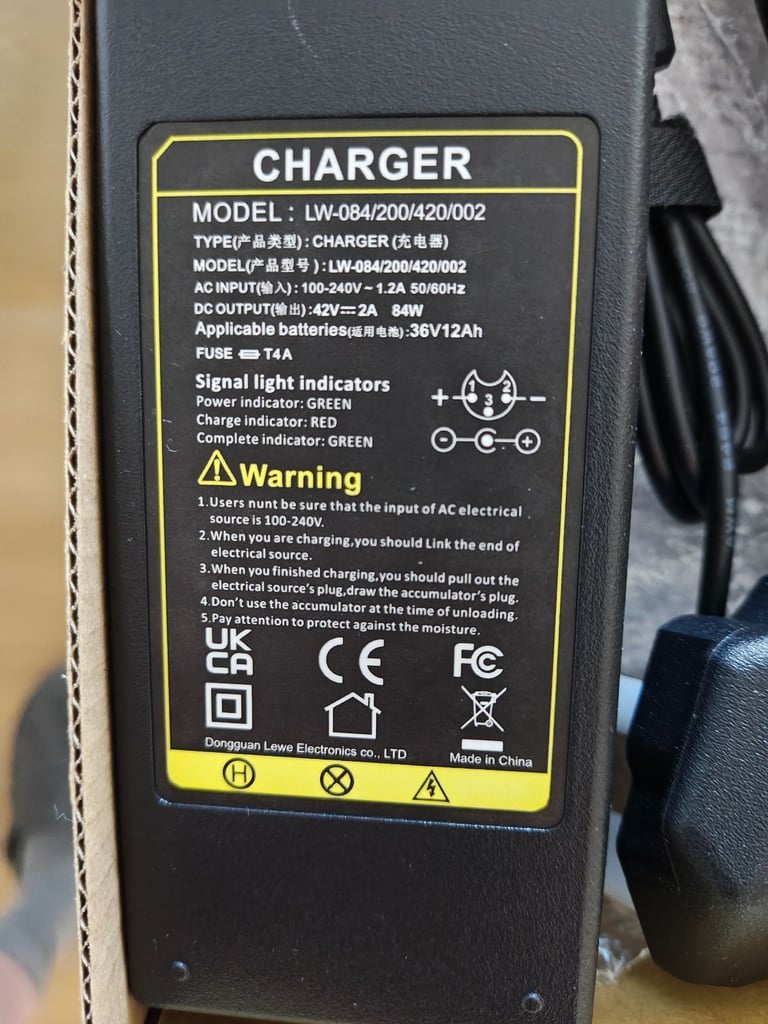 CHARGER
MODEL : LW-084/200/420/002
TYPE(产品类型) : CHARGER (充电器)
MODEL(产品型号) : LW-084/200/420/002
AC INPUT(输入) : 100-240V ~ 1.2A 50/60Hz
DC OUTPUT(输出) :42V⎓2A 84W
Applicable batteries(适用电池) :36V12Ah
FUSE T4A
Signal light indicators
Power indicator: GREEN
Charge indicator: RED
Complete indicator: GREEN
+ 1 2 3 −
− C +
Warning
1.Users nunt be sure that the input of AC electrical
source is 100-240V.
2.When you are charging,you should Link the end of
electrical source.
3.When you finished charging,you should pull out the
electrical source's plug,draw the accumulator's plug.
4.Don't use the accumulator at the time of unloading.
5.Pay attention to protect against the moisture.
UK
CA
CE
FC
Dongguan Lewe Electronics co., LTD
Made in China
H